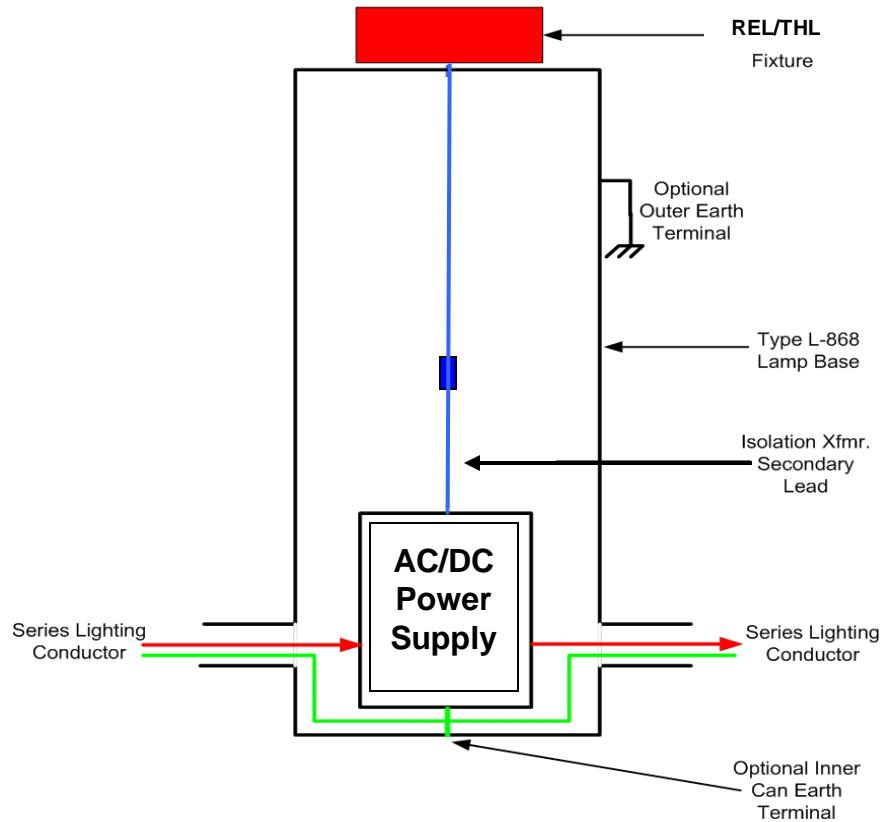 REL/THL
Fixture
Optional
Outer Earth
Terminal
Type L-868
Lamp Base
Isolation Xfmr.
Secondary
Lead
AC/DC
Power
Supply
Series Lighting
Conductor
Series Lighting
Conductor
Optional Inner
Can Earth
Terminal